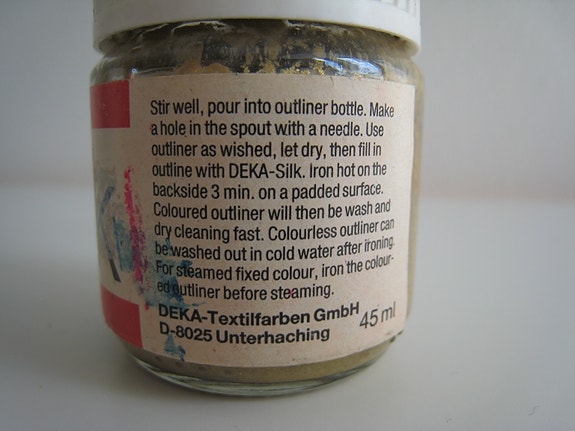 Stir well, pour into outliner bottle. Make
a hole in the spout with a needle. Use
outliner as wished, let dry, then fill in
outline with DEKA-Silk. Iron hot on the
backside 3 min. on a padded surface.
Coloured outliner will then be wash and
dry cleaning fast. Colourless outliner can
be washed out in cold water after ironing.
For steamed fixed colour, iron the colour-
ed outliner before steaming.
DEKA-Textilfarben GmbH
D-8025 Unterhaching
45 ml